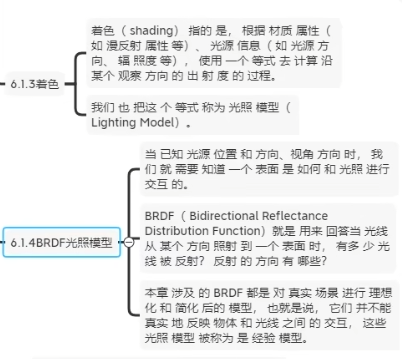 着色（ shading） 指的 是， 根据 材质 属性（
如 漫反射 属性 等）、 光源 信息（ 如 光源 方
向、 辐 照度 等）， 使用 一个 等式 去 计算 沿
某个 观察 方向 的 出 射 度 的 过程。
6.1.3着色
我们 也 把这 个 等式 称为 光照 模型（
Lighting Model）。
当 已知 光源 位置 和 方向、视角 方向 时， 我
们 就 需要 知道 一个 表面 是 如何 和 光照 进行
交互 的。
BRDF（ Bidirectional Reflectance
Distribution Function）就是 用来 回答当 光线
从 某个 方向 照射 到 一个 表面 时， 有多 少 光
线 被 反射？ 反射 的 方向 有 哪些？
6.1.4BRDF光照模型
本章 涉及 的 BRDF 都是 对 真实 场景 进行 理想
化 和 简化 后的 模型， 也就是说， 它们 并不能
真实 地 反映 物体 和 光线 之间 的 交互， 这些
光照 模型 被称为 是 经验 模型。